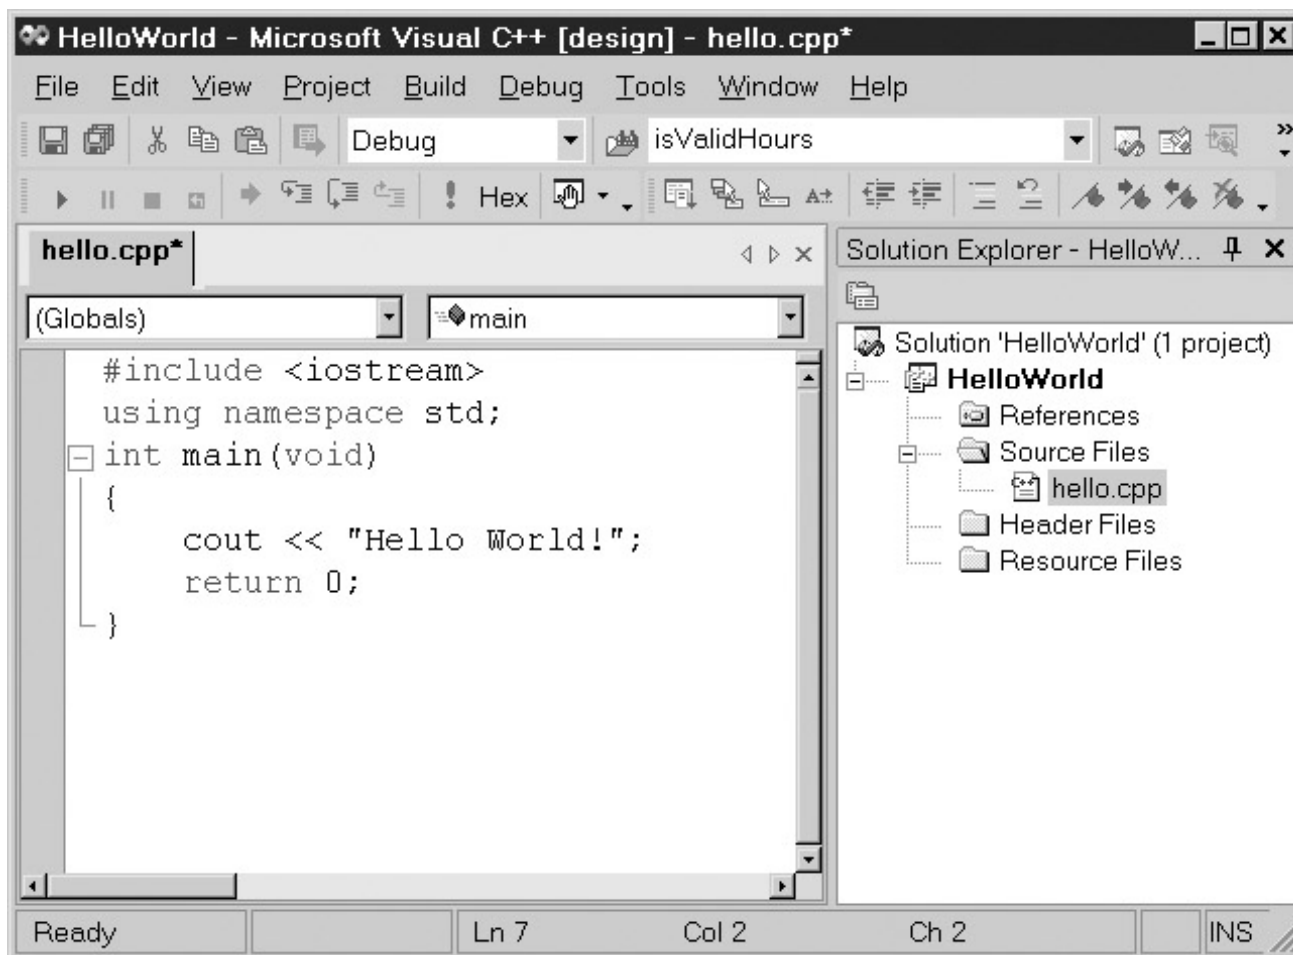 HelloWorld - Microsoft Visual C++ [design] - hello.cpp*
File Edit View Project Build Debug Tools Window Help
Debug isValidHours
Hex
hello.cpp*
Solution Explorer - HelloW...
(Globals) main
#include <iostream>
using namespace std;
int main(void)
{
    cout << "Hello World!";
    return 0;
}
Solution 'HelloWorld' (1 project)
HelloWorld
References
Source Files
hello.cpp
Header Files
Resource Files
Ready Ln 7 Col 2 Ch 2 INS